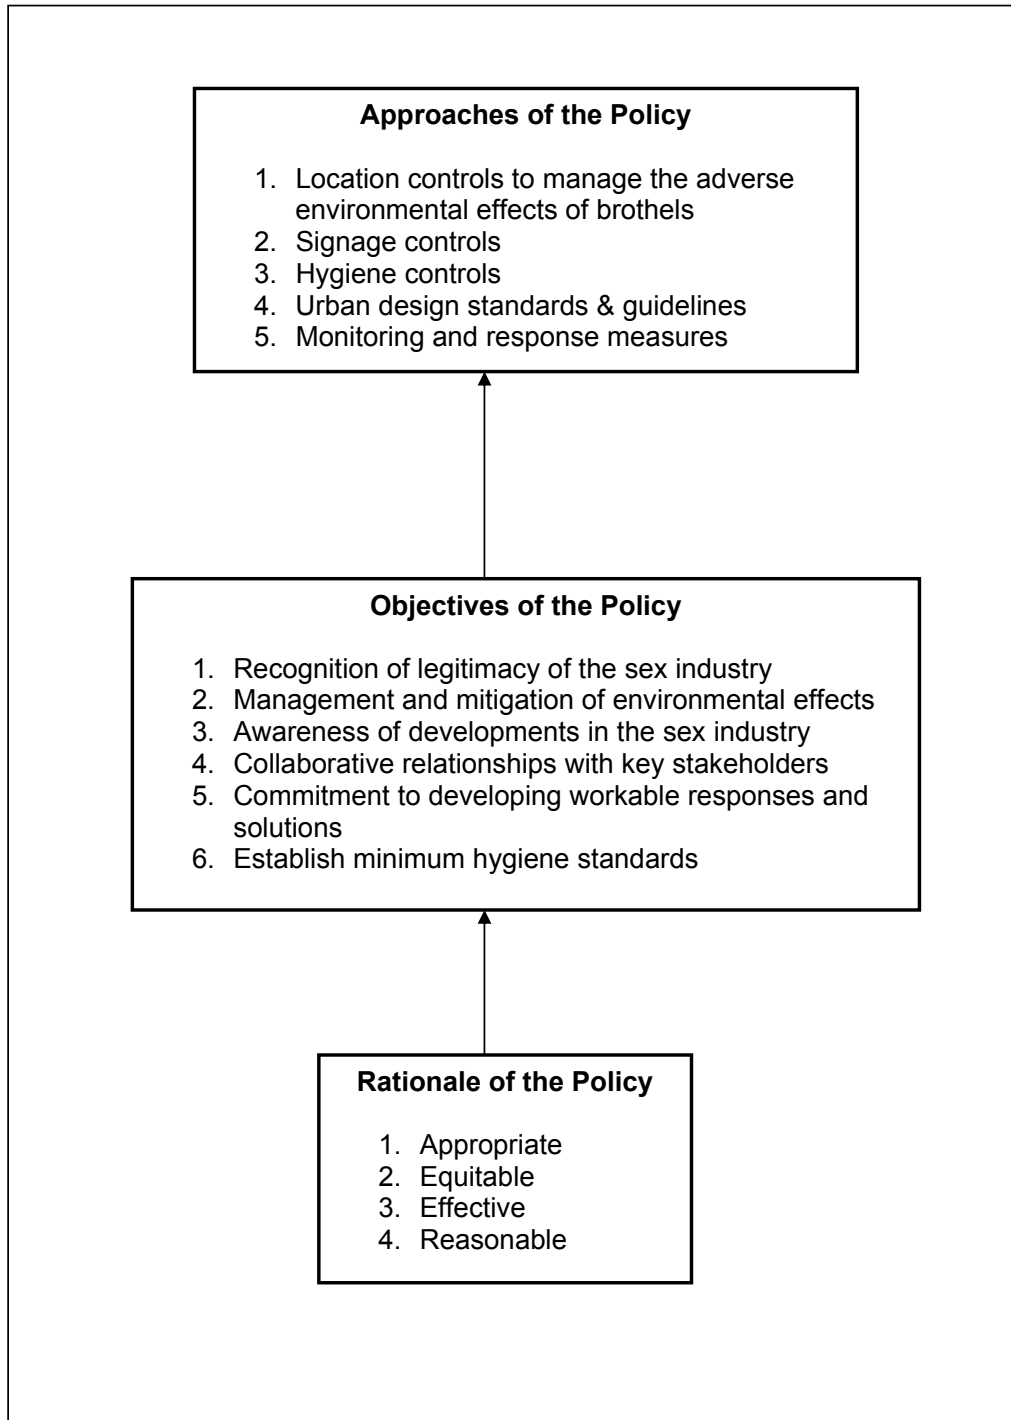 Approaches of the Policy
1. Location controls to manage the adverse
environmental effects of brothels
2. Signage controls
3. Hygiene controls
4. Urban design standards & guidelines
5. Monitoring and response measures
Objectives of the Policy
1. Recognition of legitimacy of the sex industry
2. Management and mitigation of environmental effects
3. Awareness of developments in the sex industry
4. Collaborative relationships with key stakeholders
5. Commitment to developing workable responses and
solutions
6. Establish minimum hygiene standards
Rationale of the Policy
1. Appropriate
2. Equitable
3. Effective
4. Reasonable